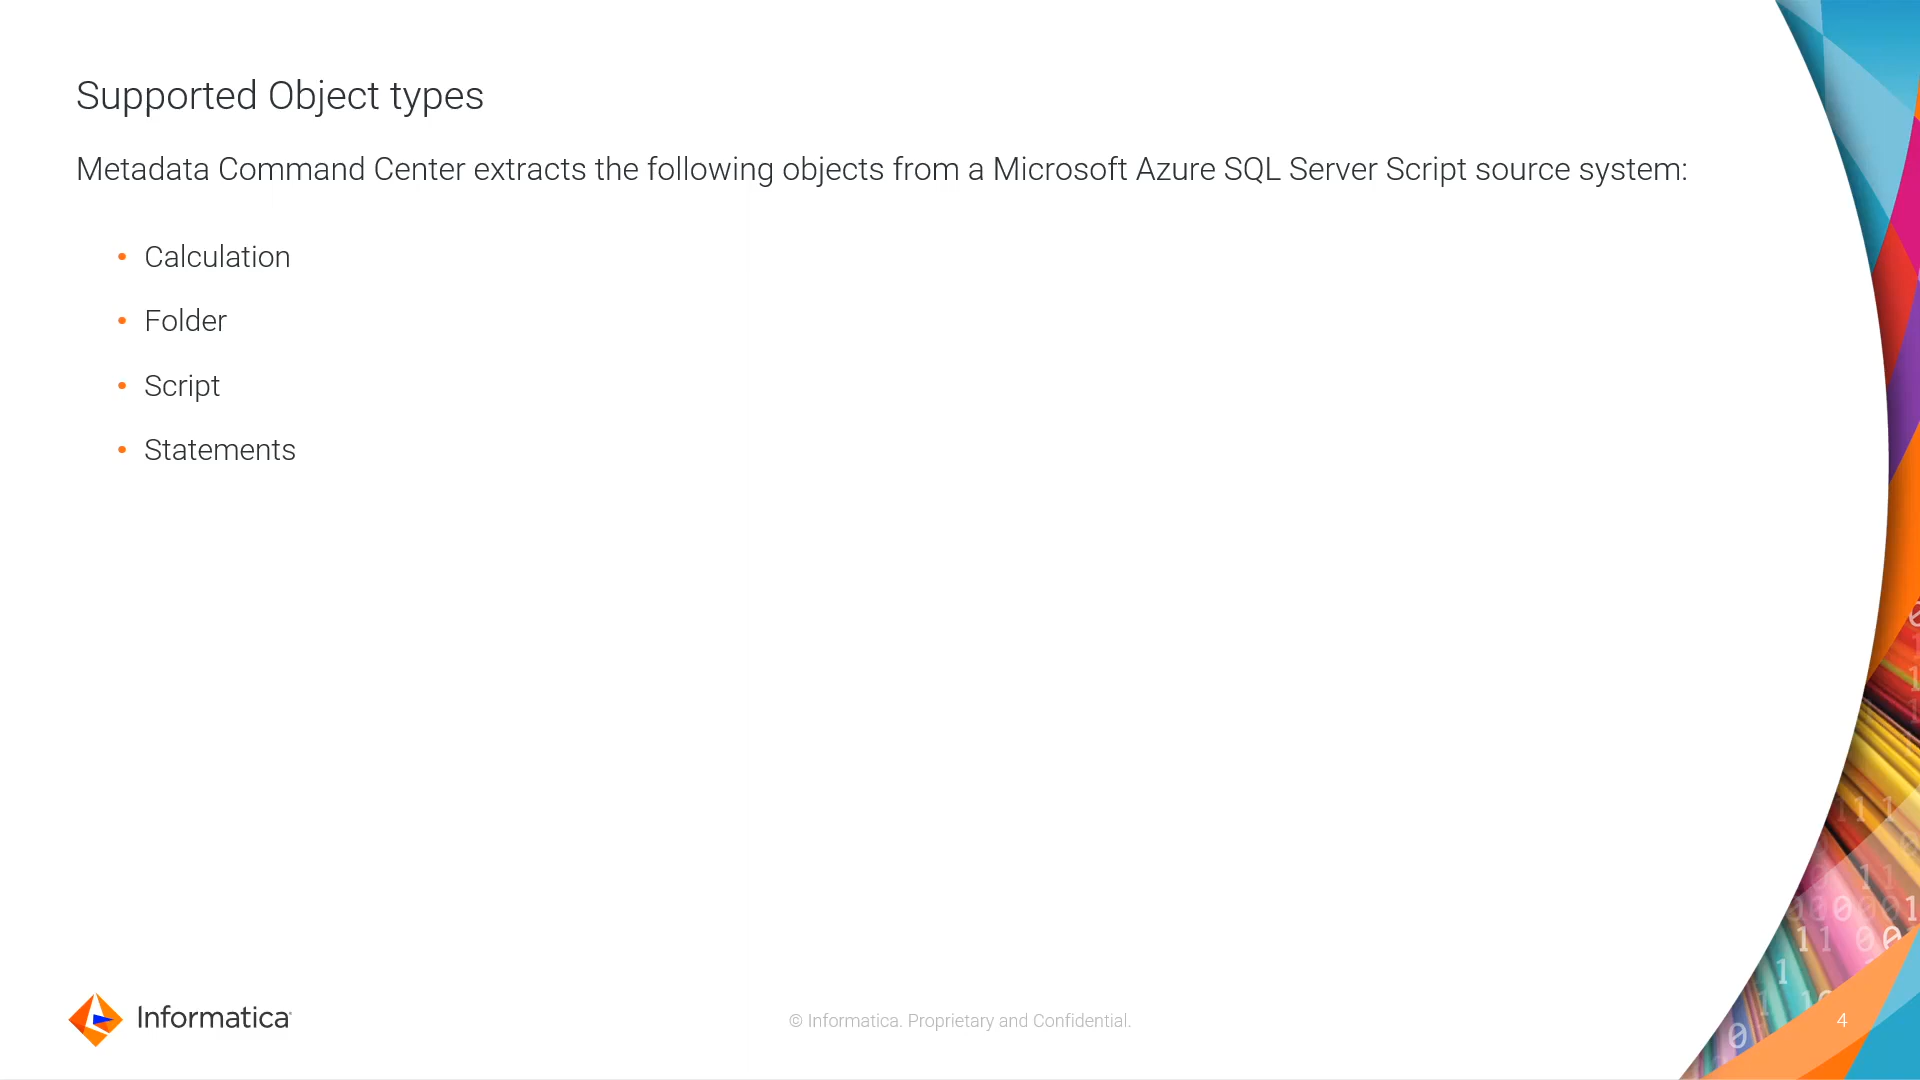 Supported Object types
Metadata Command Center extracts the following objects from a Microsoft Azure SQL Server Script source system:
• Calculation
• Folder
• Script
• Statements
Informatica
© Informatica. Proprietary and Confidential.
4